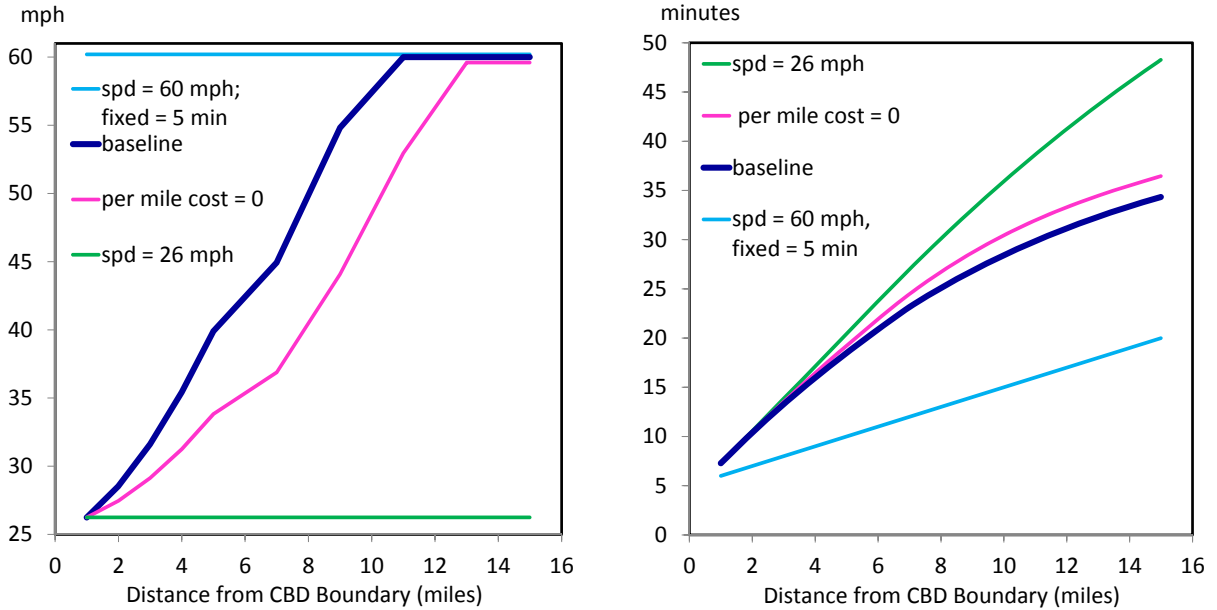 mph
60
55
50
45
40
35
30
25
spd = 60 mph;
fixed = 5 min
baseline
per mile cost = 0
spd = 26 mph
0 2 4 6 8 10 12 14 16
Distance from CBD Boundary (miles)
minutes
50
45
40
35
30
25
20
15
10
5
0
spd = 26 mph
per mile cost = 0
baseline
spd = 60 mph,
fixed = 5 min
0 2 4 6 8 10 12 14 16
Distance from CBD Boundary (miles)